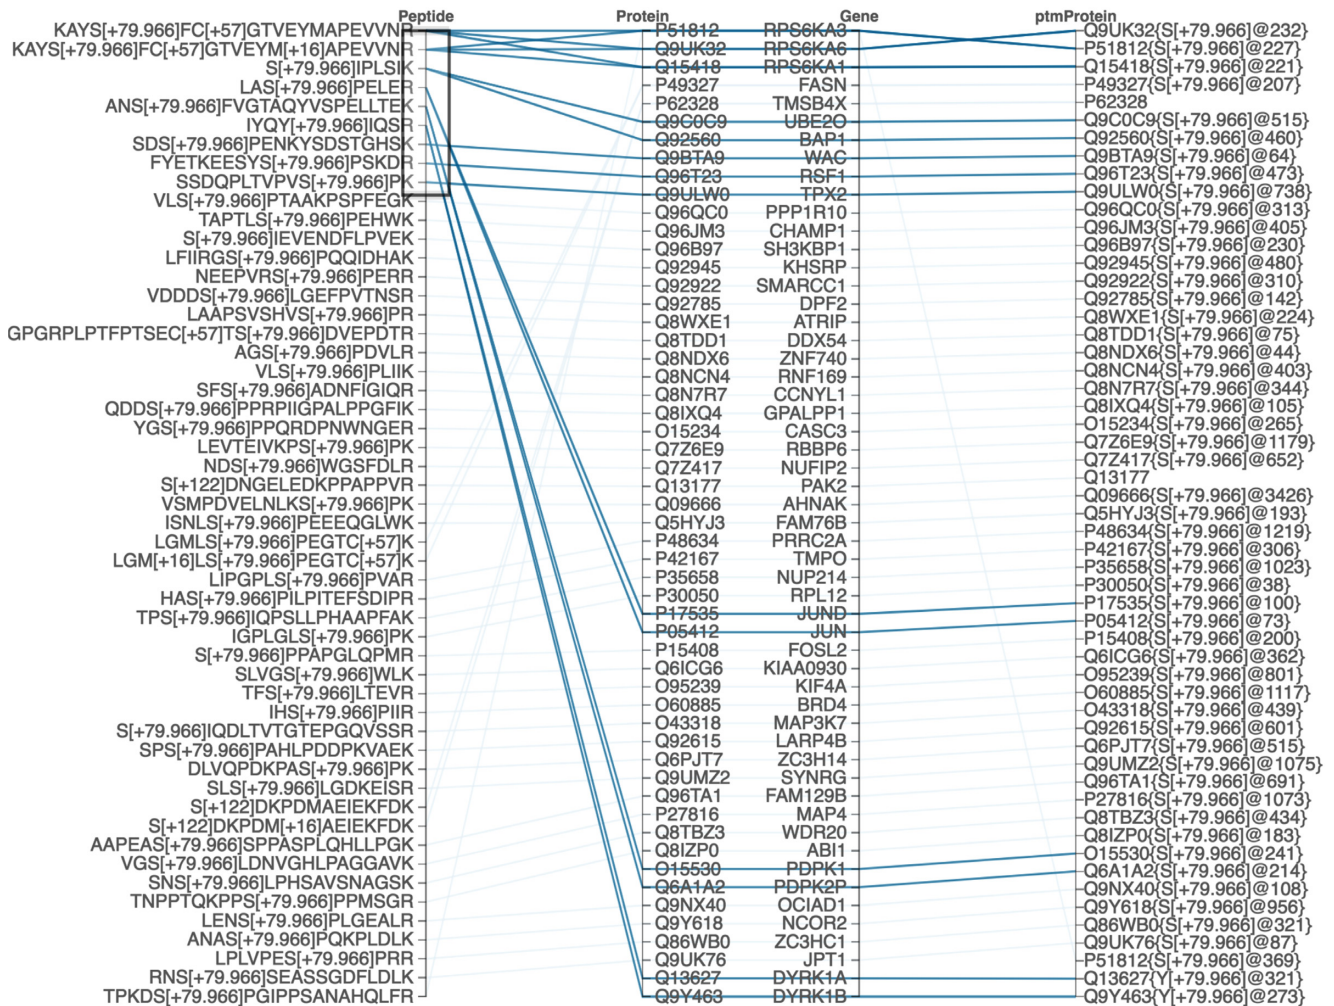 Peptide
KAYS[+79.966]FC[+57]GTVEYMAPEVVNR
KAYS[+79.966]FC[+57]GTVEYM[+16]APEVVNR
S[+79.966]IPLSIK
LAS[+79.966]PELER
ANS[+79.966]FVGTAQYVSPELLTEK
IYQY[+79.966]IQSR
SDS[+79.966]PENKYSDSTGHSK
FYETKEESYS[+79.966]PSKDR
SSDQPLTVPVS[+79.966]PK
VLS[+79.966]PTAAKPSPFEGK
TAPTLS[+79.966]PEHWK
S[+79.966]IEVENDFLPVEK
LFIIRGS[+79.966]PQQIDHAK
NEEPVRS[+79.966]PERR
VDDDS[+79.966]LGEFPVTNSR
LAAPSVSHVS[+79.966]PR
GPGRPLPTFPTSEC[+57]TS[+79.966]DVEPDTR
AGS[+79.966]PDVLR
VLS[+79.966]PLIIK
SFS[+79.966]ADNFIGIQR
QDDS[+79.966]PPRPIIGPALPPGFIK
YGS[+79.966]PPQRDPNWNGER
LEVTEIVKPS[+79.966]PK
NDS[+79.966]WGSFDLR
S[+122]DNGELEDKPPAPPVR
VSMPDVELNLKS[+79.966]PK
ISNLS[+79.966]PEEEQGLWK
LGMLS[+79.966]PEGTC[+57]K
LGM[+16]LS[+79.966]PEGTC[+57]K
LIPGPLS[+79.966]PVAR
HAS[+79.966]PILPITEFSDIPR
TPS[+79.966]IQPSLLPHAAPFAK
IGPLGLS[+79.966]PK
S[+79.966]PPAPGLQPMR
SLVGS[+79.966]WLK
TFS[+79.966]LTEVR
IHS[+79.966]PIIR
S[+79.966]IQDLTVTGTEPGQVSSR
SPS[+79.966]PAHLPDDPKVAEK
DLVQPDKPAS[+79.966]PK
SLS[+79.966]LGDKEISR
S[+122]DKPDMAEIEKFDK
S[+122]DKPDM[+16]AEIEKFDK
AAPEAS[+79.966]SPPASPLQHLLPGK
VGS[+79.966]LDNVGHLPAGGAVK
SNS[+79.966]LPHSAVSNAGSK
TNPPTQKPPS[+79.966]PPMSGR
LENS[+79.966]PLGEALR
ANAS[+79.966]PQKPLDLK
LPLVPES[+79.966]PRR
RNS[+79.966]SEASSGDFLDLK
TPKDS[+79.966]PGIPPSANAHQLFR
Protein
P51812
Q9UK32
Q15418
P49327
P62328
Q9C0C9
Q92560
Q9BTA9
Q96T23
Q9ULW0
Q96QC0
Q96JM3
Q96B97
Q92945
Q92922
Q92785
Q8WXE1
Q8TDD1
Q8NDX6
Q8NCN4
Q8N7R7
Q8IXQ4
O15234
Q7Z6E9
Q7Z417
Q13177
Q09666
Q5HYJ3
P48634
P42167
P35658
P30050
P17535
P05412
P15408
Q6ICG6
O95239
O60885
O43318
Q92615
Q6PJT7
Q9UMZ2
Q96TA1
P27816
Q8TBZ3
Q8IZP0
O15530
Q6A1A2
Q9NX40
Q9Y618
Q86WB0
Q9UK76
Q13627
Q9Y463
Gene
RPS6KA3
RPS6KA6
RPS6KA1
FASN
TMSB4X
UBE2O
BAP1
WAC
RSF1
TPX2
PPP1R10
CHAMP1
SH3KBP1
KHSRP
SMARCC1
DPF2
ATRIP
DDX54
ZNF740
RNF169
CCNYL1
GPALPP1
CASC3
RBBP6
NUFIP2
PAK2
AHNAK
FAM76B
PRRC2A
TMPO
NUP214
RPL12
JUND
JUN
FOSL2
KIAA0930
KIF4A
BRD4
MAP3K7
LARP4B
ZC3H14
SYNRG
FAM129B
MAP4
WDR20
ABI1
PDPK1
PDPK2P
OCIAD1
NCOR2
ZC3HC1
JPT1
DYRK1A
DYRK1B
ptmProtein
Q9UK32{S[+79.966]@232}
P51812{S[+79.966]@227}
Q15418{S[+79.966]@221}
P49327{S[+79.966]@207}
P62328
Q9C0C9{S[+79.966]@515}
Q92560{S[+79.966]@460}
Q9BTA9{S[+79.966]@64}
Q96T23{S[+79.966]@473}
Q9ULW0{S[+79.966]@738}
Q96QC0{S[+79.966]@313}
Q96JM3{S[+79.966]@405}
Q96B97{S[+79.966]@230}
Q92945{S[+79.966]@480}
Q92922{S[+79.966]@310}
Q92785{S[+79.966]@142}
Q8WXE1{S[+79.966]@224}
Q8TDD1{S[+79.966]@75}
Q8NDX6{S[+79.966]@44}
Q8NCN4{S[+79.966]@403}
Q8N7R7{S[+79.966]@344}
Q8IXQ4{S[+79.966]@105}
O15234{S[+79.966]@265}
Q7Z6E9{S[+79.966]@1179}
Q7Z417{S[+79.966]@652}
Q13177
Q09666{S[+79.966]@3426}
Q5HYJ3{S[+79.966]@193}
P48634{S[+79.966]@1219}
P42167{S[+79.966]@306}
P35658{S[+79.966]@1023}
P30050{S[+79.966]@38}
P17535{S[+79.966]@100}
P05412{S[+79.966]@73}
P15408{S[+79.966]@200}
Q6ICG6{S[+79.966]@362}
O95239{S[+79.966]@801}
O60885{S[+79.966]@1117}
O43318{S[+79.966]@439}
Q92615{S[+79.966]@601}
Q6PJT7{S[+79.966]@515}
Q9UMZ2{S[+79.966]@1075}
Q96TA1{S[+79.966]@691}
P27816{S[+79.966]@1073}
Q8TBZ3{S[+79.966]@434}
Q8IZP0{S[+79.966]@183}
O15530{S[+79.966]@241}
Q6A1A2{S[+79.966]@214}
Q9NX40{S[+79.966]@108}
Q9Y618{S[+79.966]@956}
Q86WB0{S[+79.966]@321}
Q9UK76{S[+79.966]@87}
P51812{S[+79.966]@369}
Q13627{Y[+79.966]@321}
Q9Y463{Y[+79.966]@273}